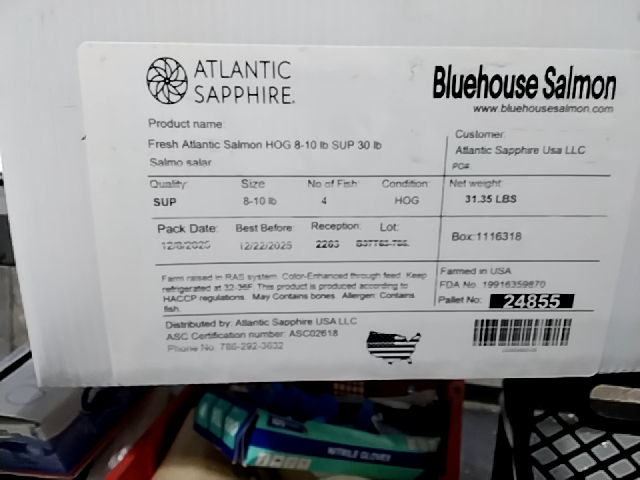 ATLANTIC
SAPPHIRE.
Bluehouse Salmon
www.bluehousesalmon.com
Product name:
Fresh Atlantic Salmon HOG 8-10 lb SUP 30 lb
Salmo salar
Customer:
Atlantic Sapphire Usa LLC
PO#
Quality: Size No of Fish: Condition: Net weight:
SUP 8-10 lb 4 HOG 31.35 LBS
Pack Date: Best Before: Reception: Lot:
12/8/2025 12/22/2025 2263
Box:1116318
Farm raised in RAS system. Color-Enhanced through feed. Keep
refrigerated at 32-36F. This product is produced according to
HACCP regulations. May Contains bones. Allergen: Contains
fish.
Farmed in USA
FDA No. 19916359870
Pallet No: 24855
Distributed by: Atlantic Sapphire USA LLC
ASC Certification number: ASC02618
Phone No. 786-292-3632
NITRILE GLOVES